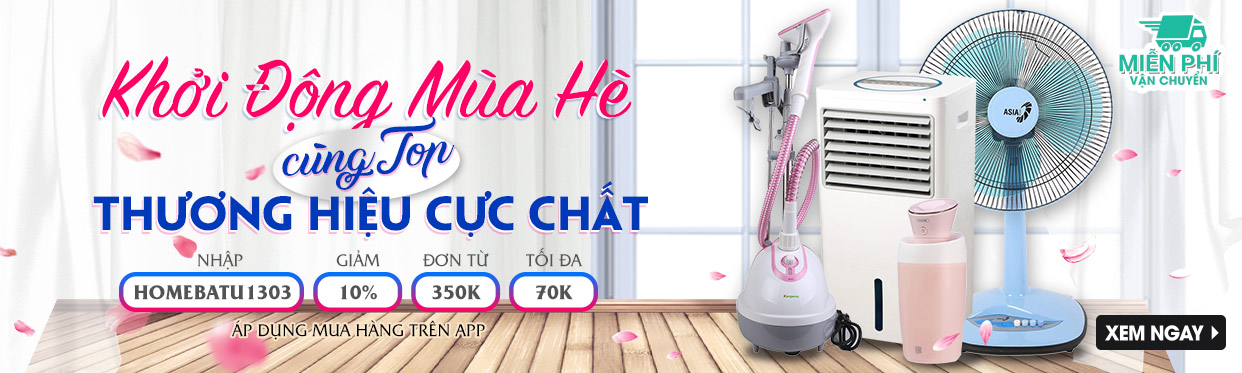 Khởi Động Mùa Hè
cùng Top
THƯƠNG HIỆU CỰC CHẤT
NHẬP
GIẢM
ĐƠN TỪ
TỐI ĐA
HOMEBATU1303
10%
350K
70K
ÁP DỤNG MUA HÀNG TRÊN APP
ASIA
MIỄN PHÍ
VẬN CHUYỂN
XEM NGAY